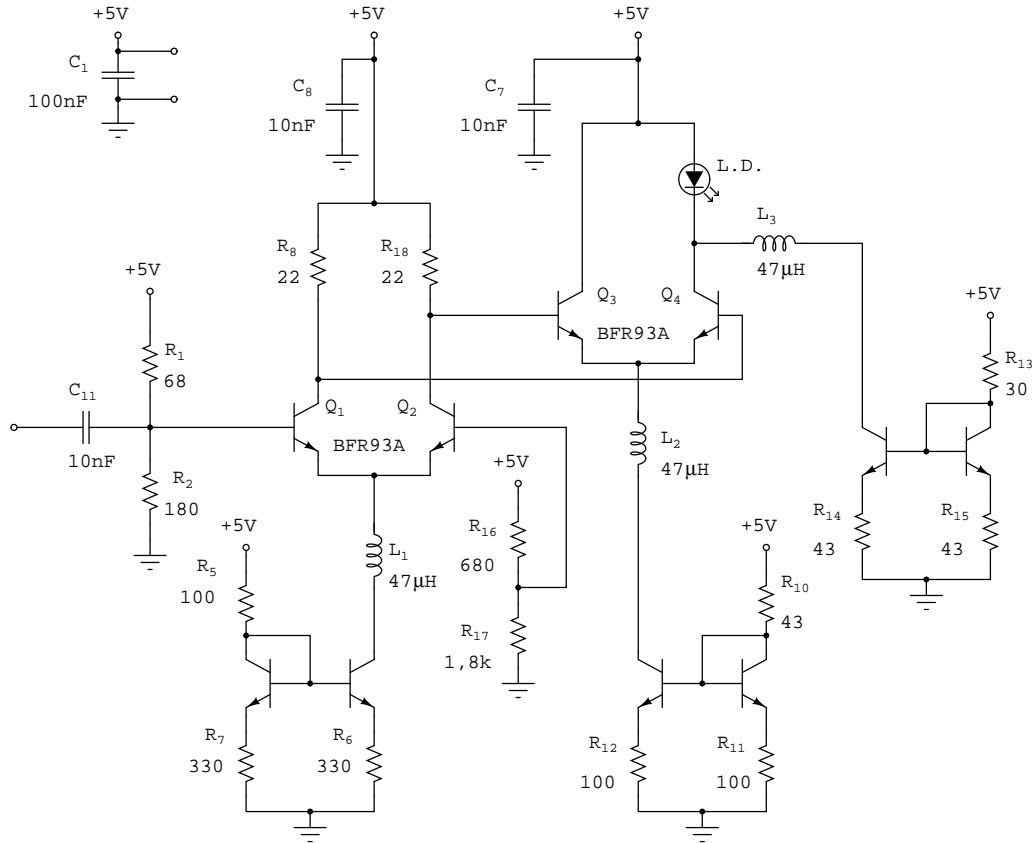 +5V
+5V
+5V
C1
100nF
C8
10nF
C7
10nF
L.D.
L3
47µH
R8
22
R18
22
+5V
Q3
Q4
BFR93A
+5V
R1
68
R13
30
C11
10nF
Q1
Q2
BFR93A
L2
47µH
+5V
R2
180
R16
680
R14
43
R15
43
+5V
R5
100
L1
47µH
+5V
R10
43
R17
1,8k
R7
330
R6
330
R12
100
R11
100